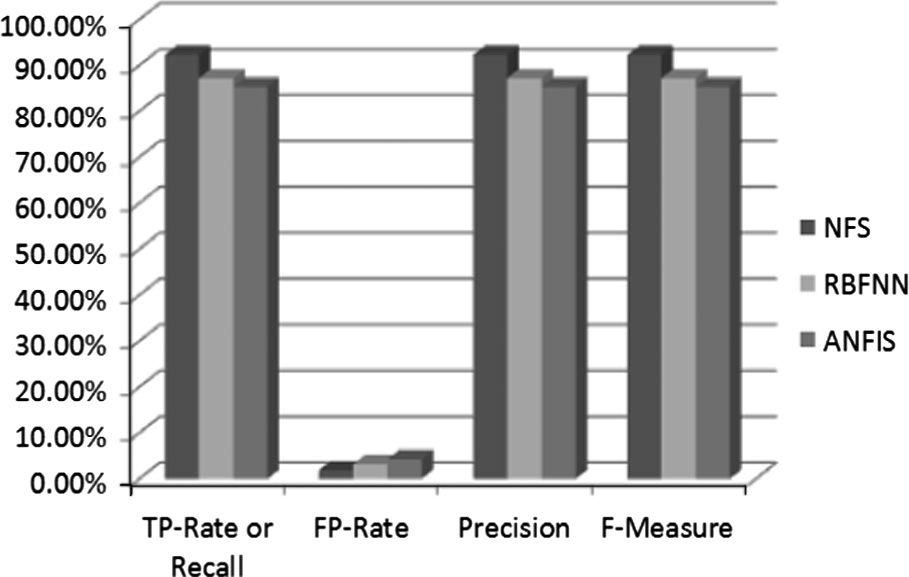 100.00%
90.00%
80.00%
70.00%
60.00%
50.00%
40.00%
30.00%
20.00%
10.00%
0.00%
TP-Rate or
Recall
FP-Rate
Precision
F-Measure
NFS
RBFNN
ANFIS